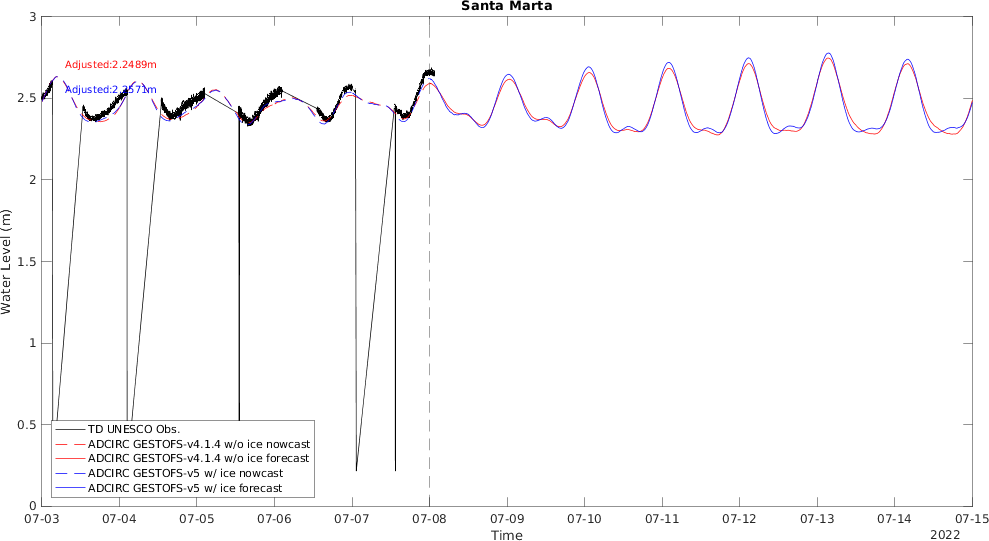 Santa Marta
Water Level (m)
3
2.5
2
1.5
1
0.5
0
Adjusted:2.2489m
Adjusted:2.2571m
TD UNESCO Obs.
ADCIRC GESTOFS-v4.1.4 w/o ice nowcast
ADCIRC GESTOFS-v4.1.4 w/o ice forecast
ADCIRC GESTOFS-v5 w/ ice nowcast
ADCIRC GESTOFS-v5 w/ ice forecast
07-03 07-04 07-05 07-06 07-07 07-08 07-09 07-10 07-11 07-12 07-13 07-14 07-15
Time
2022